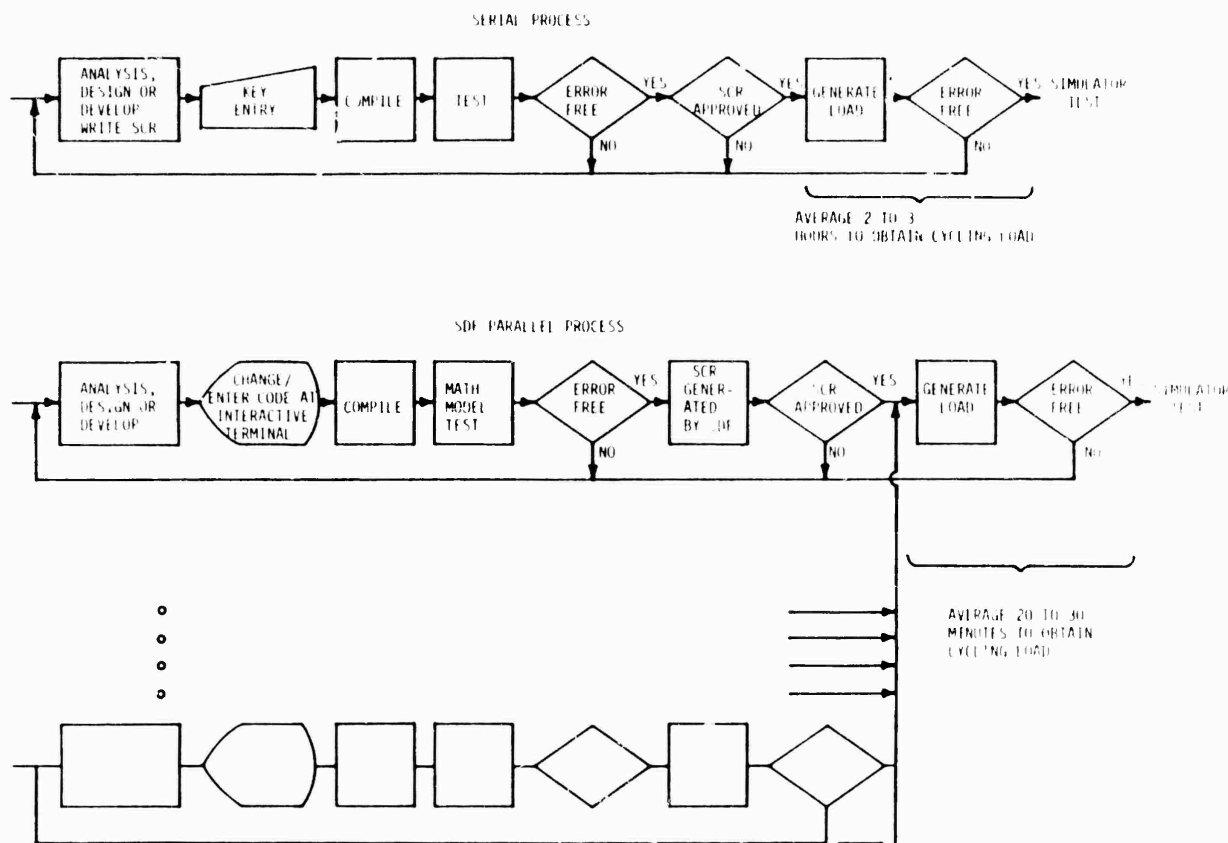 SERIAL PROCESS
ANALYSIS,
DESIGN OR
DEVELOP
WRITE SCR
KEY
ENTRY
COMPILE
TEST
ERROR
FREE
YES
NO
SCR
APPROVED
YES
NO
GENERATE
LOAD
ERROR
FREE
YES
NO
SIMULATOR
TEST
AVERAGE 2 TO 3
HOURS TO OBTAIN CYCLING LOAD
SDF PARALLEL PROCESS
ANALYSIS,
DESIGN OR
DEVELOP
CHANGE/
ENTER CODE AT
INTERACTIVE
TERMINAL
COMPILE
MATH
MODEL
TEST
ERROR
FREE
YES
NO
SCR
GENER-
ATED
BY SDF
SCR
APPROVED
YES
NO
GENERATE
LOAD
ERROR
FREE
NO
SIMULATOR
TEST
AVERAGE 20 TO 30
MINUTES TO OBTAIN
CYCLING LOAD